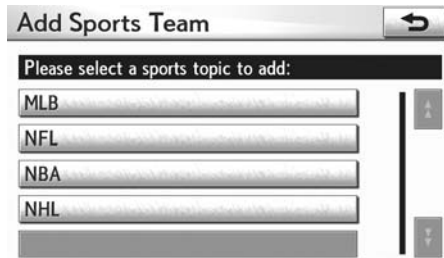 Add Sports Team
Please select a sports topic to add:
MLB
NFL
NBA
NHL